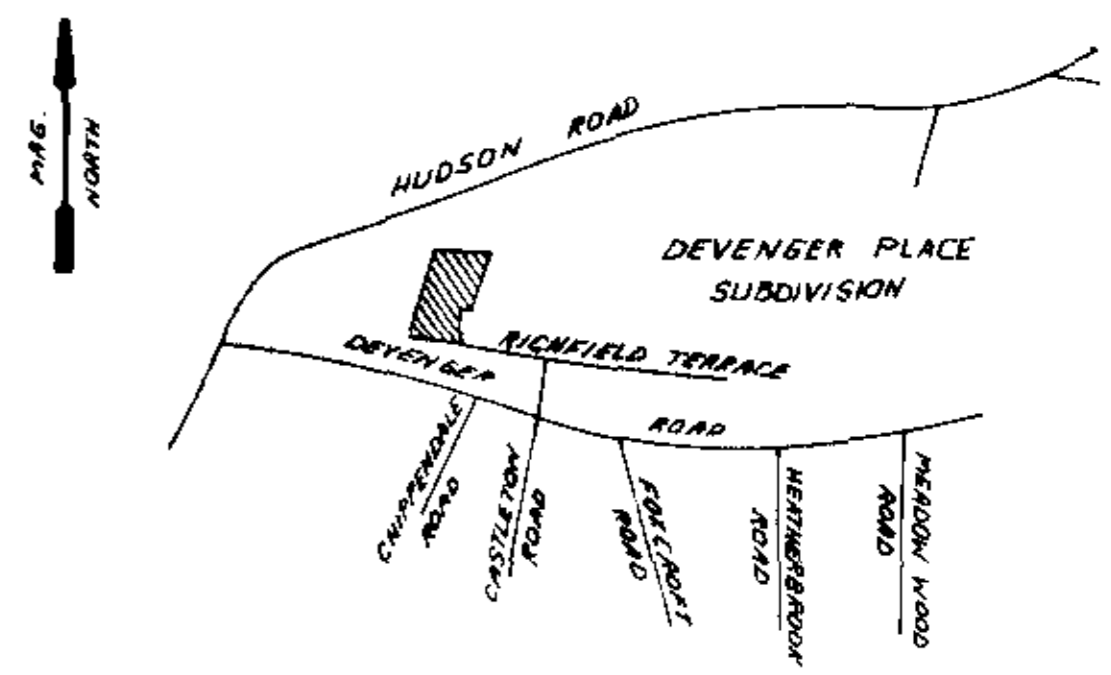 MAG.
NORTH
HUDSON ROAD
DEVENGER PLACE
SUBDIVISION
RICHFIELD TERRACE
DEVENGER
ROAD
CHIPPENDALE
ROAD
CASTLETON
ROAD
FOXCROFT
ROAD
HEATHERBROOK
ROAD
MEADOW WOOD
ROAD